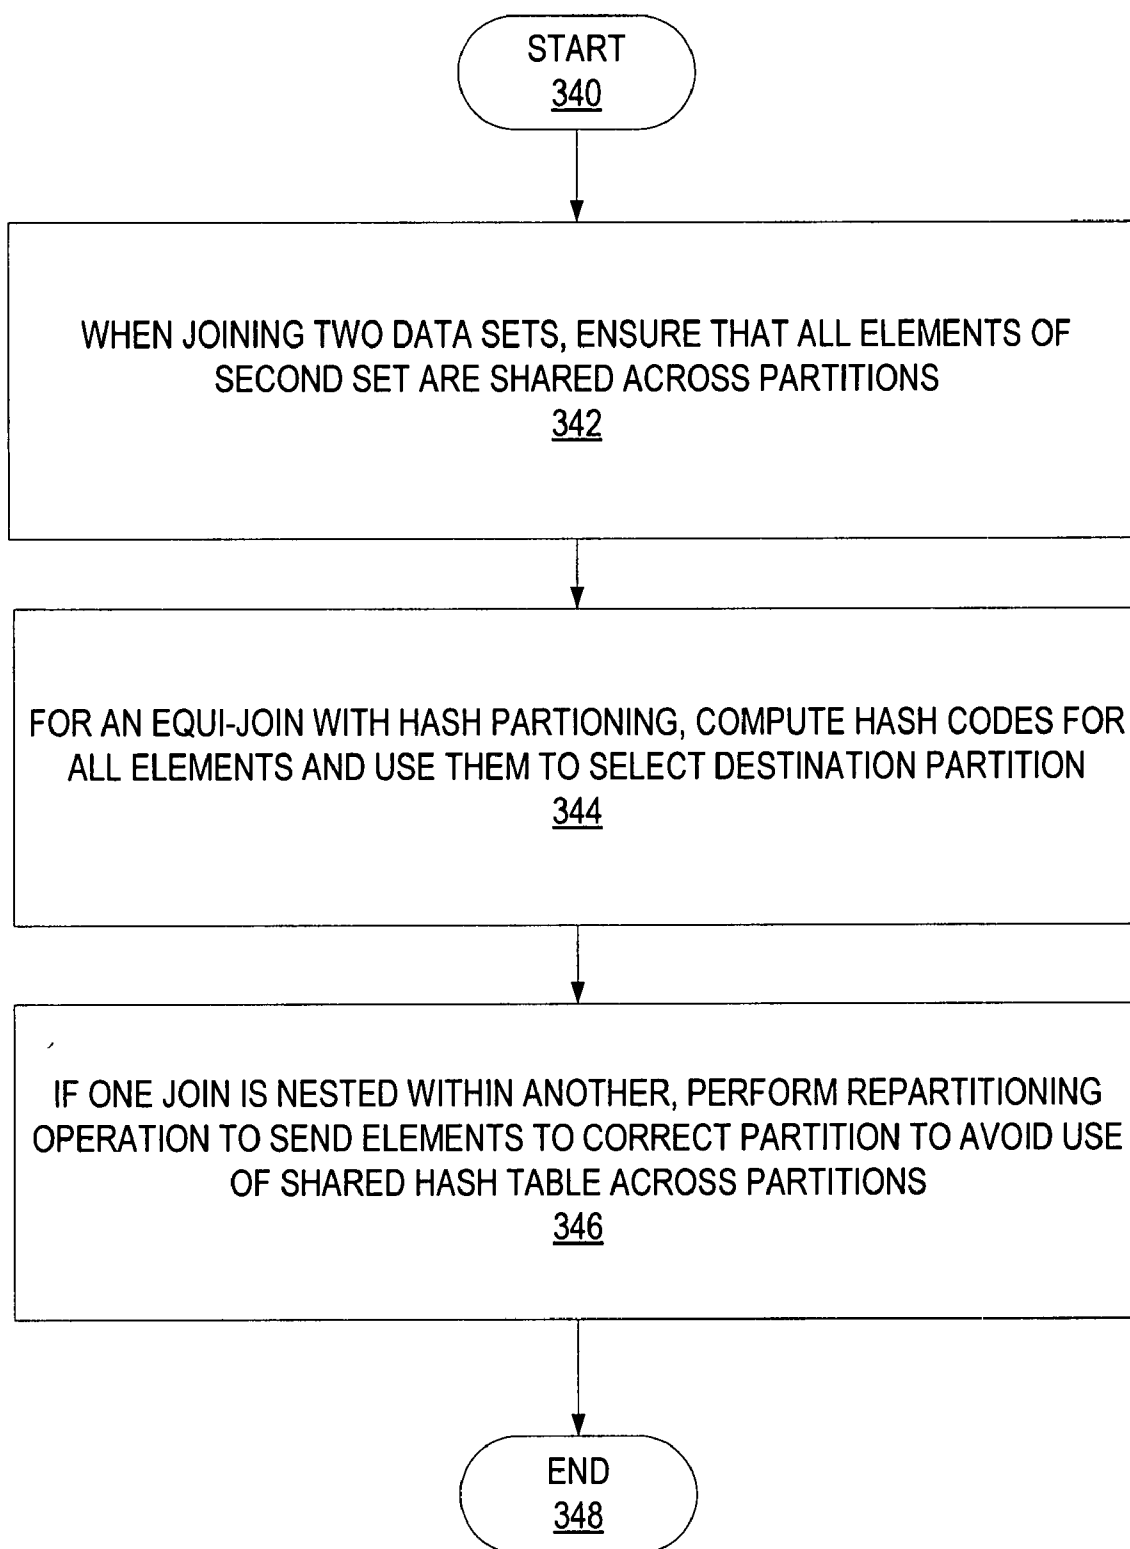 START
340
WHEN JOINING TWO DATA SETS, ENSURE THAT ALL ELEMENTS OF
SECOND SET ARE SHARED ACROSS PARTITIONS
342
FOR AN EQUI-JOIN WITH HASH PARTIONING, COMPUTE HASH CODES FOR
ALL ELEMENTS AND USE THEM TO SELECT DESTINATION PARTITION
344
IF ONE JOIN IS NESTED WITHIN ANOTHER, PERFORM REPARTITIONING
OPERATION TO SEND ELEMENTS TO CORRECT PARTITION TO AVOID USE
OF SHARED HASH TABLE ACROSS PARTITIONS
346
END
348